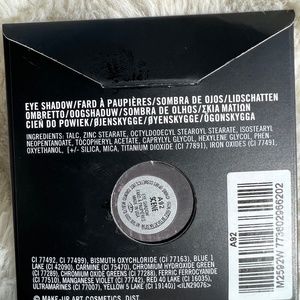 EYE SHADOW/FARD À PAUPIÈRES/SOMBRA DE OJOS/LIDSCHATTEN
OMBRETTO/OOGSHADUW/SOMBRA DE OLHOS/ΣΚΙΑ ΜΑΤΙΩΝ
CIEN DO POWIEK/ØJENSKYGGE/ØYENSKYGGE/ÖGONSKYGGA
INGREDIENTS: TALC, ZINC STEARATE, OCTYLDODECYL STEAROYL STEARATE, ISOSTEARYL
NEOPENTANOATE, TOCOPHERYL ACETATE, CAPRYLYL GLYCOL, HEXYLENE GLYCOL, PHEN-
OXYETHANOL, [+/- SILICA, MICA, TITANIUM DIOXIDE (CI 77891), IRON OXIDES (CI 77491,
CI 77492, CI 77499), BISMUTH OXYCHLORIDE (CI 77163), BLUE 1
LAKE (CI 42090), CARMINE (CI 75470), CHROMIUM HYDROXIDE GREEN
(CI 77289), CHROMIUM OXIDE GREENS (CI 77288), FERRIC FERROCYANIDE
(CI 77510), MANGANESE VIOLET (CI 77742), RED 40 LAKE (CI 16035),
ULTRAMARINES (CI 77007), YELLOW 5 LAKE (CI 19140)] <ILN29076>
MAKE-UP ART COSMETICS, DIST.
A92
A92